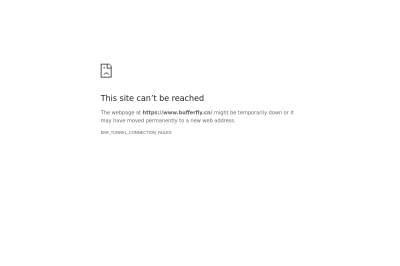 This site can't be reached
The webpage at https://www.bufferfly.cn/ might be temporarily down or it
may have moved permanently to a new web address.
ERR_TUNNEL_CONNECTION_FAILED